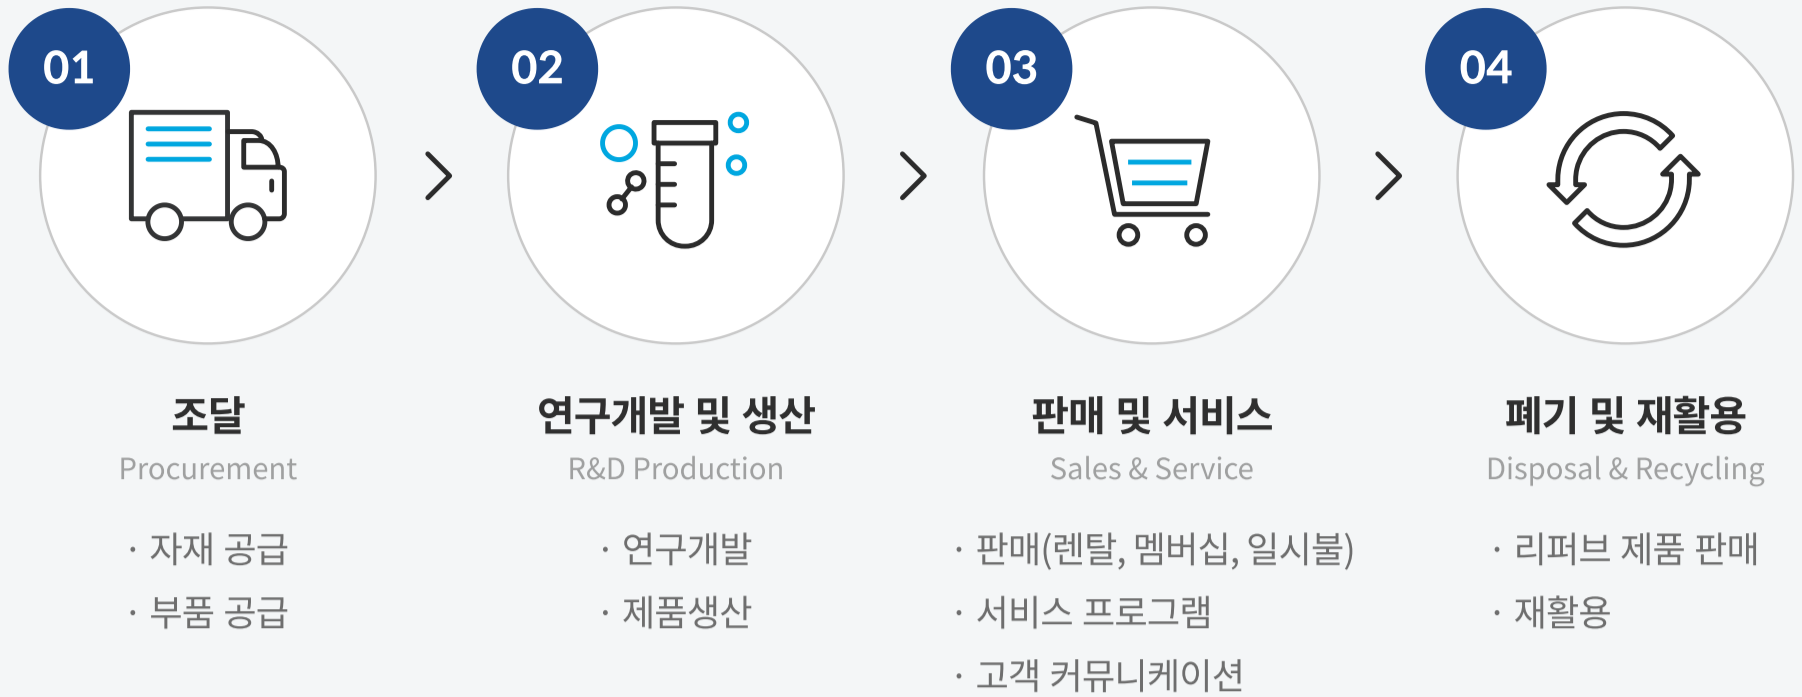 01
조달
Procurement
· 자재 공급
· 부품 공급
02
연구개발 및 생산
R&D Production
· 연구개발
· 제품생산
03
판매 및 서비스
Sales & Service
· 판매(렌탈, 멤버십, 일시불)
· 서비스 프로그램
· 고객 커뮤니케이션
04
폐기 및 재활용
Disposal & Recycling
· 리퍼브 제품 판매
· 재활용